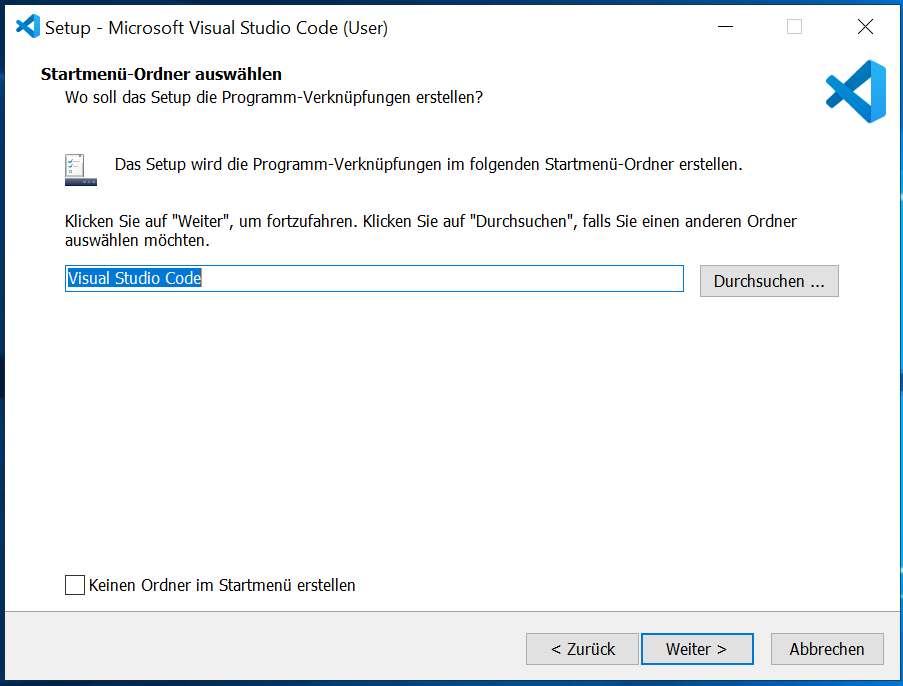 Setup - Microsoft Visual Studio Code (User)
Startmenü-Ordner auswählen
Wo soll das Setup die Programm-Verknüpfungen erstellen?
Das Setup wird die Programm-Verknüpfungen im folgenden Startmenü-Ordner erstellen.
Klicken Sie auf "Weiter", um fortzufahren. Klicken Sie auf "Durchsuchen", falls Sie einen anderen Ordner
auswählen möchten.
Visual Studio Code
Durchsuchen ...
Keinen Ordner im Startmenü erstellen
< Zurück
Weiter >
Abbrechen